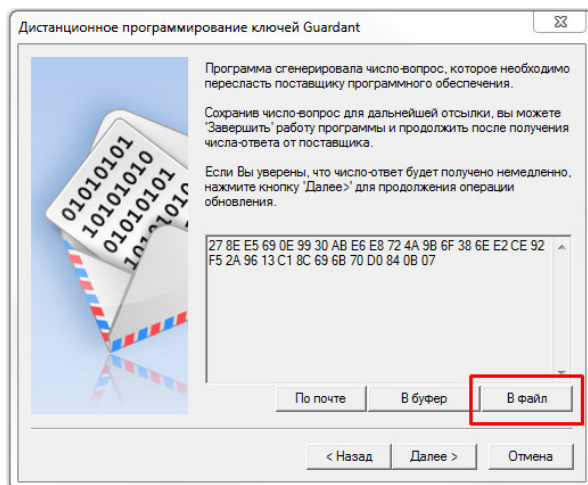 Дистанционное программирование ключей Guardant
Программа сгенерировала число-вопрос, которое необходимо
переслать поставщику программного обеспечения.
Сохранив число-вопрос для дальнейшей отсылки, вы можете
'Завершить' работу программы и продолжить после получения
числа-ответа от поставщика.
Если Вы уверены, что число-ответ будет получено немедленно,
нажмите кнопку 'Далее>' для продолжения операции
обновления.
01010101
10101010
01010101
10101010
27 8E E5 69 0E 99 30 AB E6 E8 72 4A 9B 6F 38 6E E2 CE 92
F5 2A 96 13 C1 8C 69 6B 70 D0 84 0B 07
По почте В буфер В файл
< Назад Далее > Отмена